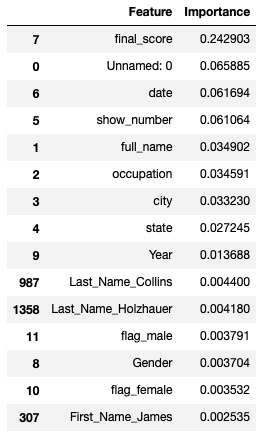 Feature Importance
7 final_score 0.242903
0 Unnamed: 0 0.065885
6 date 0.061694
5 show_number 0.061064
1 full_name 0.034902
2 occupation 0.034591
3 city 0.033230
4 state 0.027245
9 Year 0.013688
987 Last_Name_Collins 0.004400
1358 Last_Name_Holzhauer 0.004180
11 flag_male 0.003791
8 Gender 0.003704
10 flag_female 0.003532
307 First_Name_James 0.002535